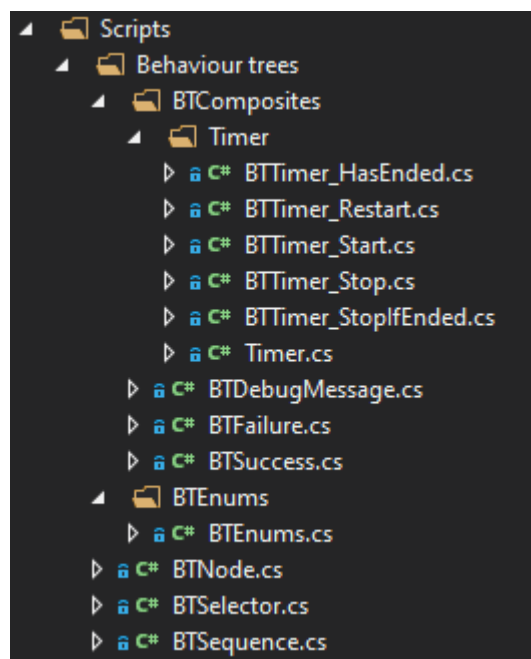 Scripts
Behaviour trees
BTComposites
Timer
C# BTTimer_HasEnded.cs
C# BTTimer_Restart.cs
C# BTTimer_Start.cs
C# BTTimer_Stop.cs
C# BTTimer_StopIfEnded.cs
C# Timer.cs
C# BTDebugMessage.cs
C# BTFailure.cs
C# BTSuccess.cs
BTEnums
C# BTEnums.cs
C# BTNode.cs
C# BTSelector.cs
C# BTSequence.cs